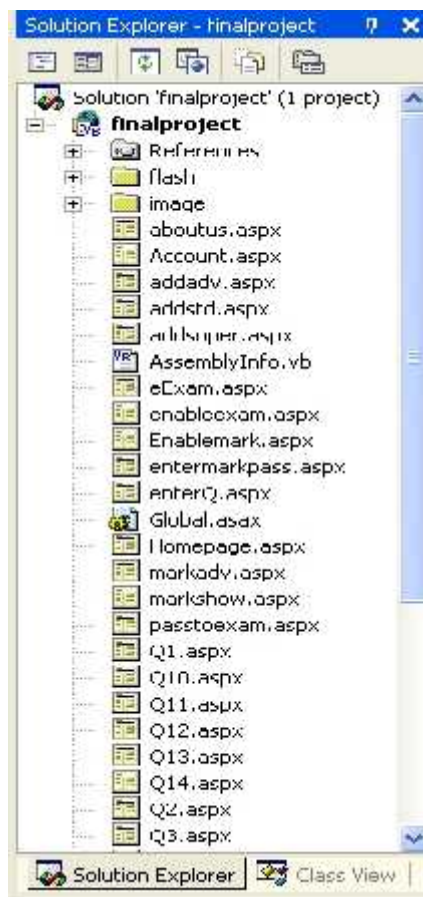 Solution Explorer - finalproject
Solution 'finalproject' (1 project)
finalproject
References
flash
image
aboutus.aspx
Account.aspx
addadv.aspx
addstd.aspx
addsuper.aspx
AssemblyInfo.vb
eExam.aspx
enableexam.aspx
Enablemark.aspx
entermarkpass.aspx
enterQ.aspx
Global.asax
Homepage.aspx
markadv.aspx
markshow.aspx
passtoexam.aspx
Q1.aspx
Q10.aspx
Q11.aspx
Q12.aspx
Q13.aspx
Q14.aspx
Q2.aspx
Q3.aspx
Solution Explorer
Class View